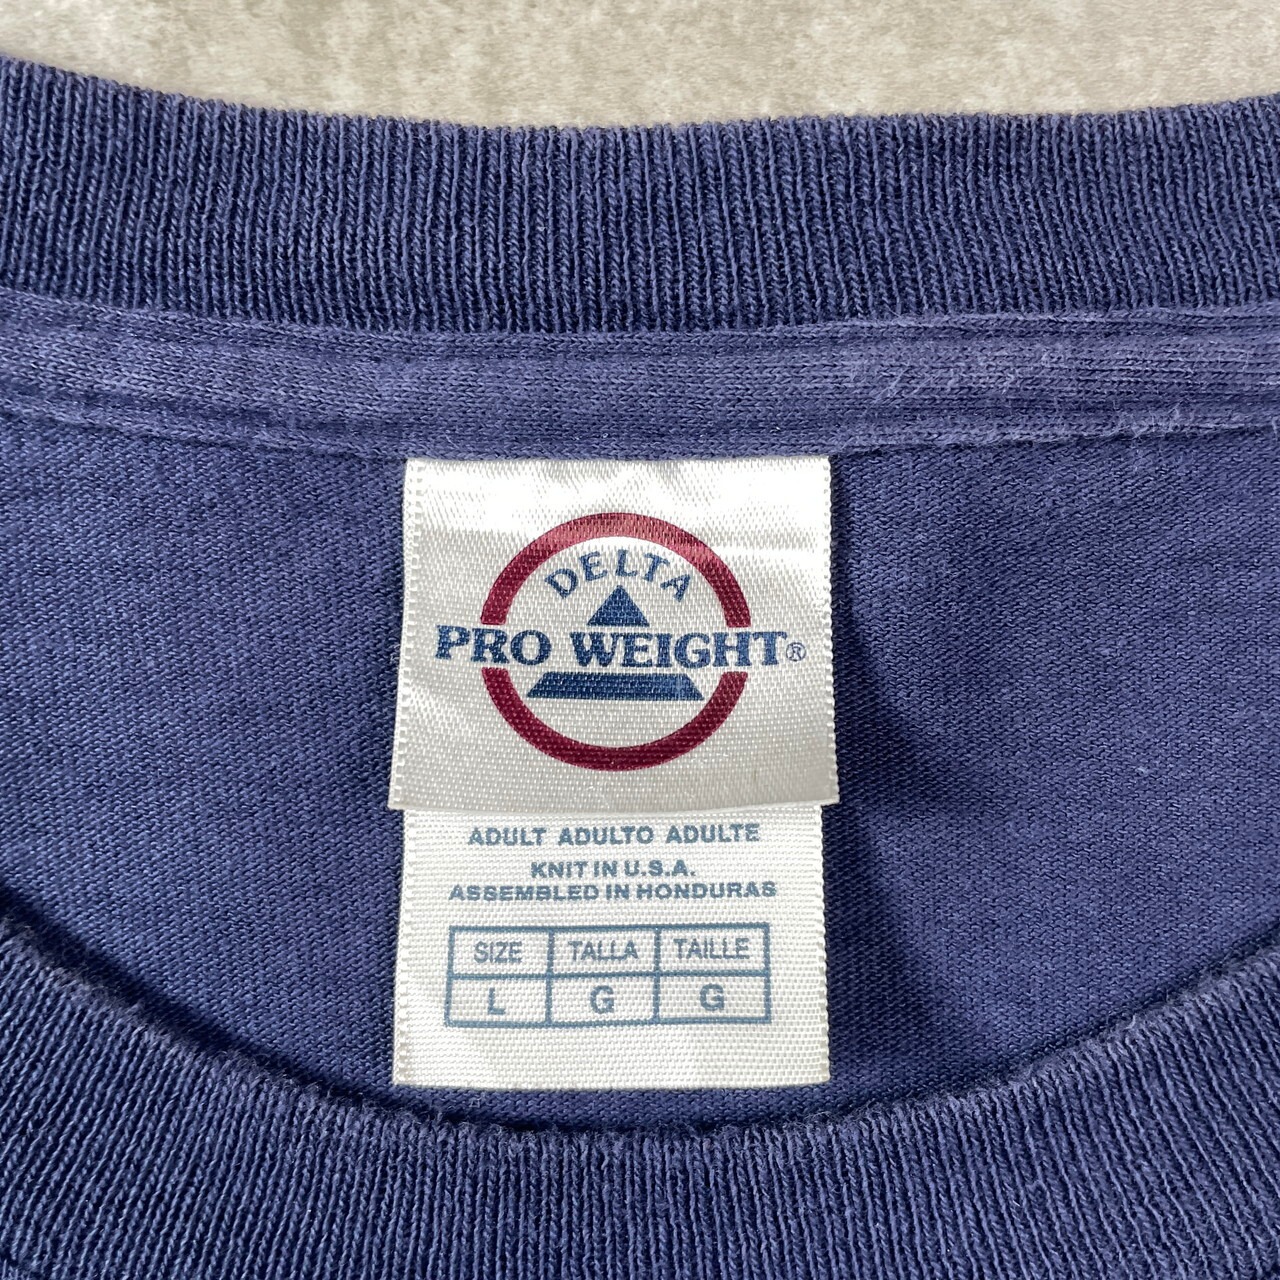 DELTA
PRO WEIGHT®
ADULT ADULTO ADULTE
KNIT IN U.S.A.
ASSEMBLED IN HONDURAS
SIZE TALLA TAILLE
L G G